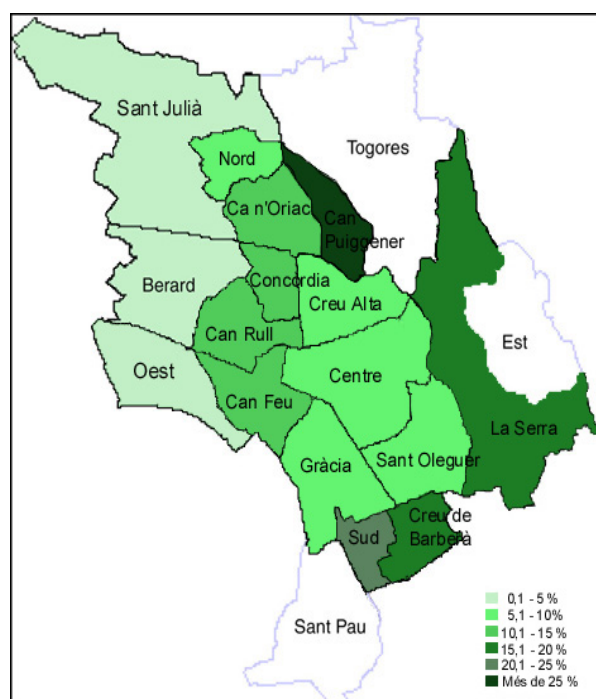 Sant Julià
Togores
Nord
Ca n'Oriac
Can
Puiggener
Berard
Concòrdia
Creu Alta
Can Rull
Est
Oest
Centre
Can Feu
La Serra
Gràcia
Sant Oleguer
Sud
Creu de
Barberà
Sant Pau
0,1 - 5 %
5,1 - 10%
10,1 - 15 %
15,1 - 20 %
20,1 - 25 %
Més de 25 %